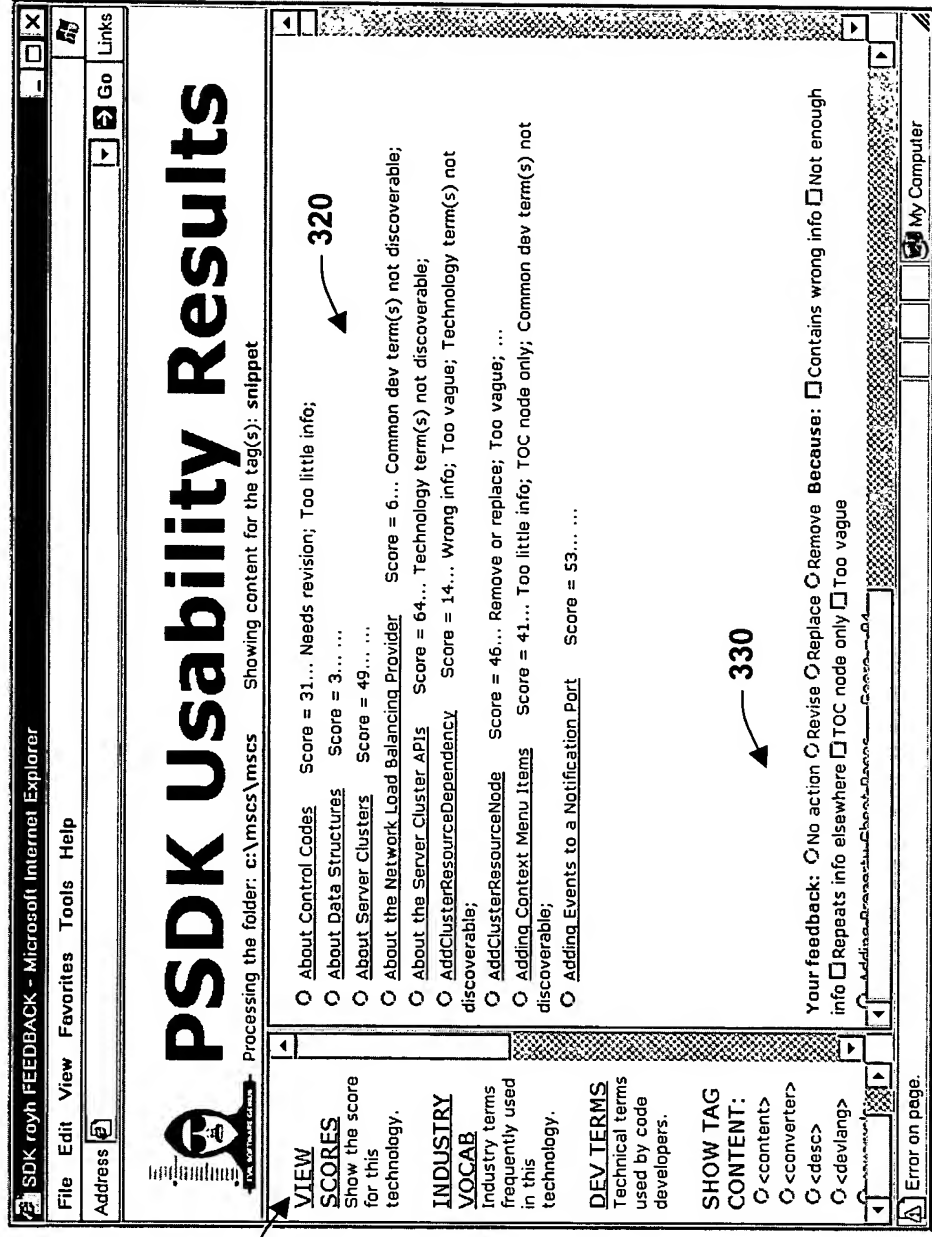 SDK royh FEEDBACK - Microsoft Internet Explorer
File Edit View Favorites Tools Help
Address
Go Links
PSDK Usability Results
Processing the folder: c:\mscs\mscs Showing content for the tag(s): snippet
VIEW
SCORES
Show the score
for this
technology.
INDUSTRY
VOCAB
Industry terms
frequently used
in this
technology.
DEV TERMS
Technical terms
used by code
developers.
SHOW TAG
CONTENT:
<content>
<converter>
<desc>
<devlang>
About Control Codes Score = 31... Needs revision; Too little info;
About Data Structures Score = 3... ...
About Server Clusters Score = 49... ...
About the Network Load Balancing Provider Score = 6... Common dev term(s) not discoverable;
About the Server Cluster APIs Score = 64... Technology term(s) not discoverable;
AddClusterResourceDependency Score = 14... Wrong info; Too vague; Technology term(s) not
discoverable;
AddClusterResourceNode Score = 46... Remove or replace; Too vague; ...
Adding Context Menu Items Score = 41... Too little info; TOC node only; Common dev term(s) not
discoverable;
Adding Events to a Notification Port Score = 53... ...
320
330
Your feedback: No action Revise Replace Remove Because: Contains wrong info Not enough
info Repeats info elsewhere TOC node only Too vague
Error on page.
My Computer